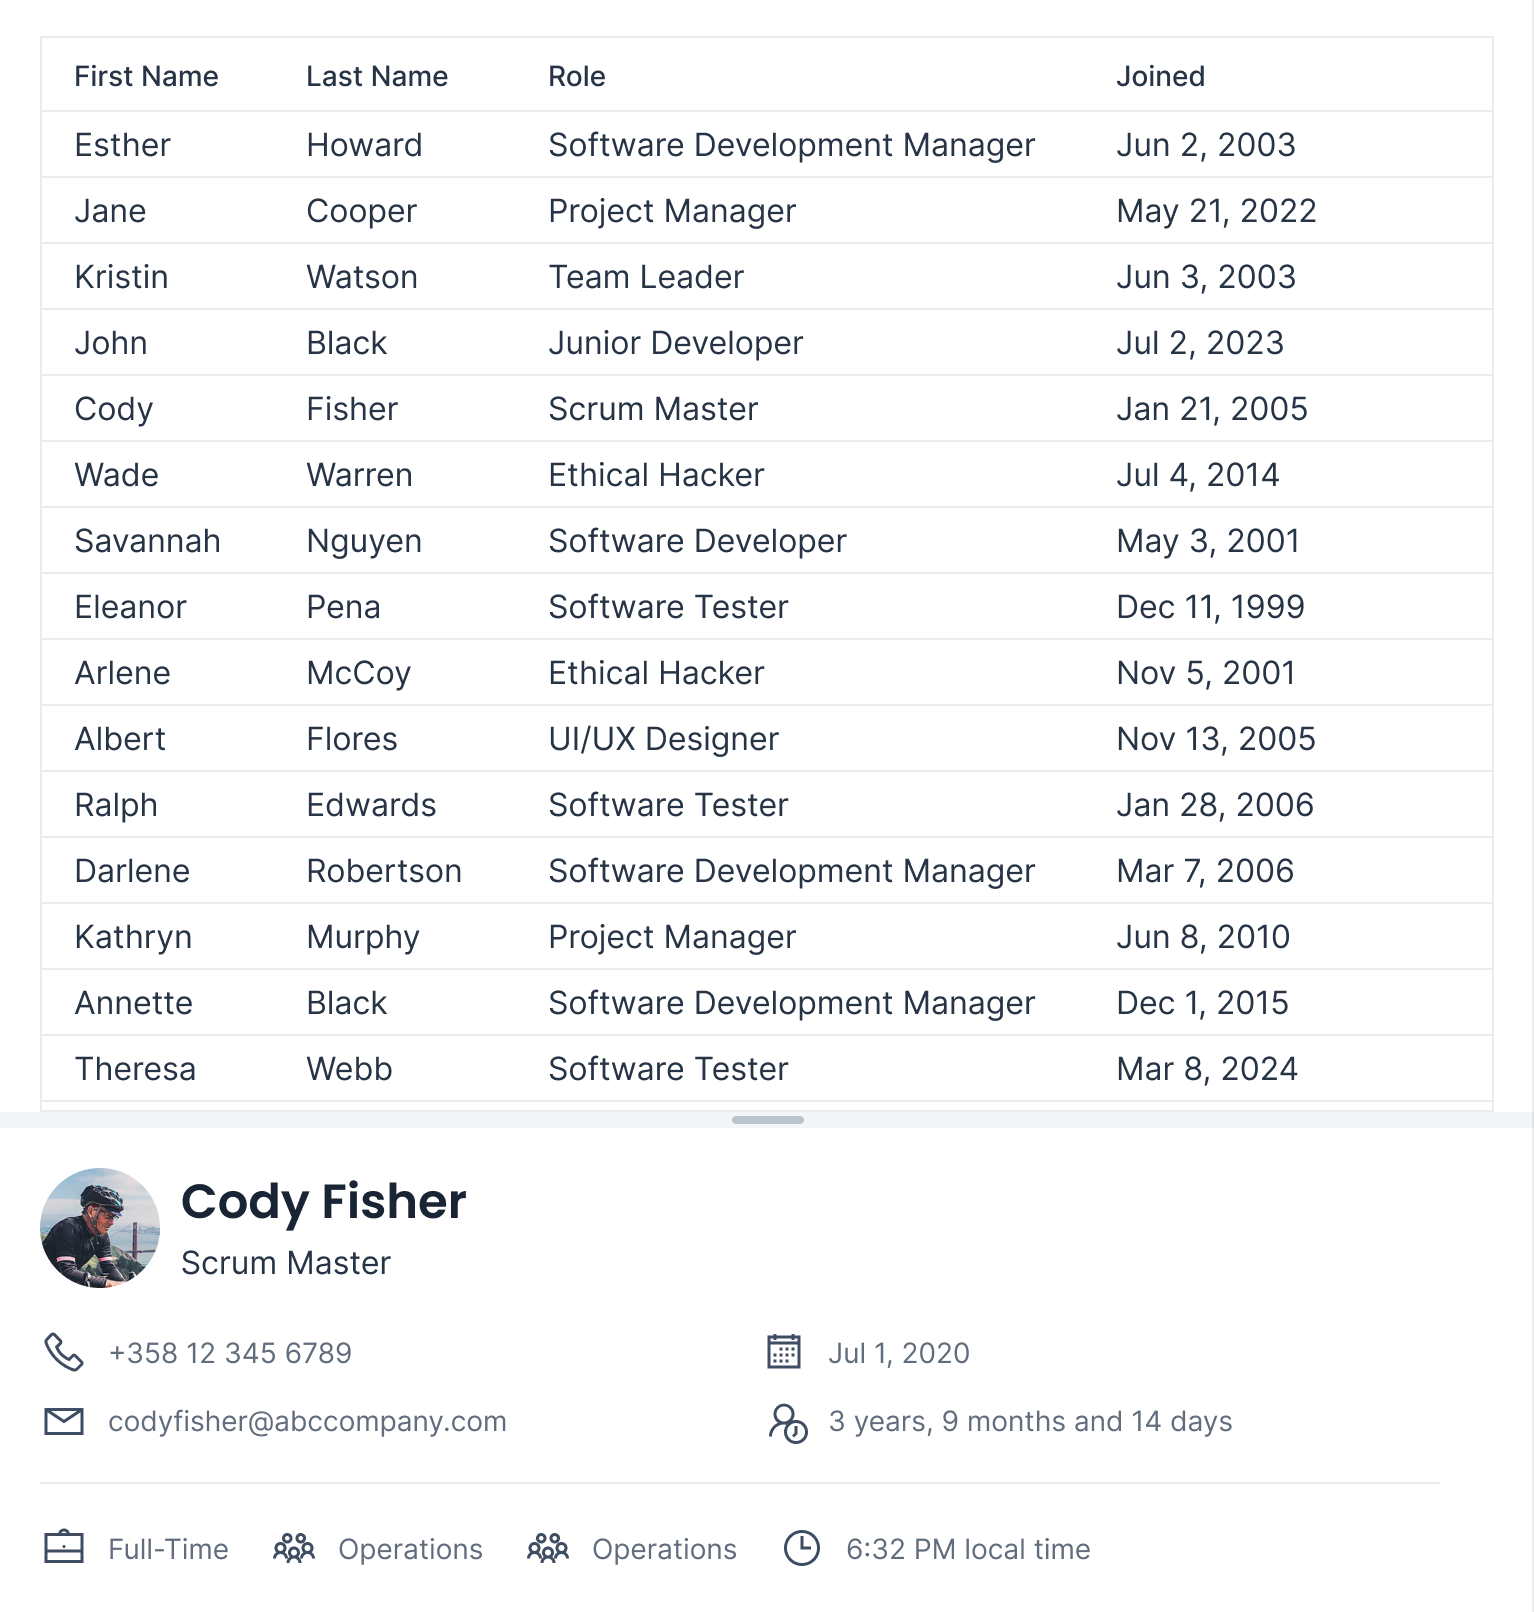 First Name Last Name Role Joined
Esther Howard Software Development Manager Jun 2, 2003
Jane Cooper Project Manager May 21, 2022
Kristin Watson Team Leader Jun 3, 2003
John Black Junior Developer Jul 2, 2023
Cody Fisher Scrum Master Jan 21, 2005
Wade Warren Ethical Hacker Jul 4, 2014
Savannah Nguyen Software Developer May 3, 2001
Eleanor Pena Software Tester Dec 11, 1999
Arlene McCoy Ethical Hacker Nov 5, 2001
Albert Flores UI/UX Designer Nov 13, 2005
Ralph Edwards Software Tester Jan 28, 2006
Darlene Robertson Software Development Manager Mar 7, 2006
Kathryn Murphy Project Manager Jun 8, 2010
Annette Black Software Development Manager Dec 1, 2015
Theresa Webb Software Tester Mar 8, 2024
Cody Fisher
Scrum Master
+358 12 345 6789 Jul 1, 2020
codyfisher@abccompany.com 3 years, 9 months and 14 days
Full-Time Operations Operations 6:32 PM local time